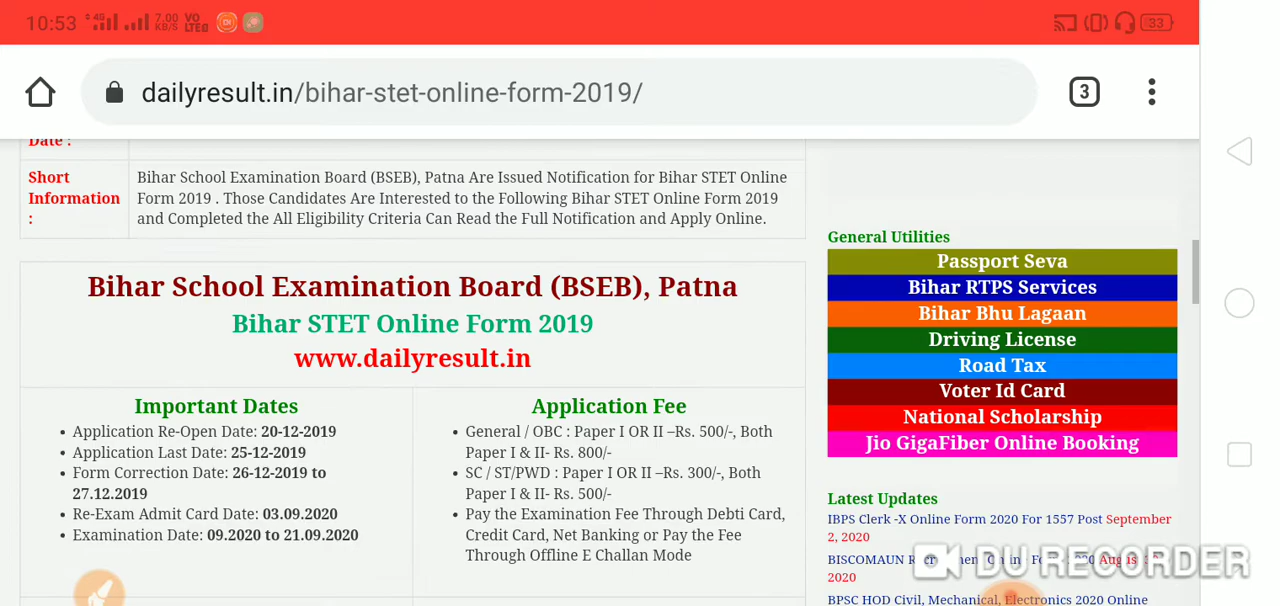 10:53 4G 7.00 KB/S VO LTE 33
dailyresult.in/bihar-stet-online-form-2019/ 3
Date :
Short Information :
Bihar School Examination Board (BSEB), Patna Are Issued Notification for Bihar STET Online
Form 2019 . Those Candidates Are Interested to the Following Bihar STET Online Form 2019
and Completed the All Eligibility Criteria Can Read the Full Notification and Apply Online.
Bihar School Examination Board (BSEB), Patna
Bihar STET Online Form 2019
www.dailyresult.in
Important Dates
• Application Re-Open Date: 20-12-2019
• Application Last Date: 25-12-2019
• Form Correction Date: 26-12-2019 to
27.12.2019
• Re-Exam Admit Card Date: 03.09.2020
• Examination Date: 09.2020 to 21.09.2020
Application Fee
• General / OBC : Paper I OR II –Rs. 500/-, Both
Paper I & II- Rs. 800/-
• SC / ST/PWD : Paper I OR II –Rs. 300/-, Both
Paper I & II- Rs. 500/-
• Pay the Examination Fee Through Debti Card,
Credit Card, Net Banking or Pay the Fee
Through Offline E Challan Mode
General Utilities
Passport Seva
Bihar RTPS Services
Bihar Bhu Lagaan
Driving License
Road Tax
Voter Id Card
National Scholarship
Jio GigaFiber Online Booking
Latest Updates
IBPS Clerk -X Online Form 2020 For 1557 Post September
2, 2020
BISCOMAUN
2020
BPSC HOD Civil, Mechanical, Electronics 2020 Online
DU RECORDER